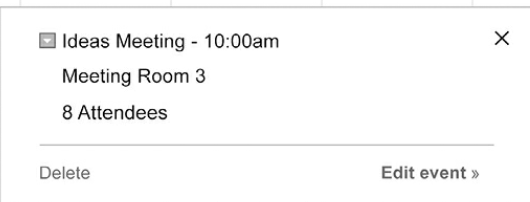 Ideas Meeting - 10:00am
Meeting Room 3
8 Attendees
Delete
Edit event »